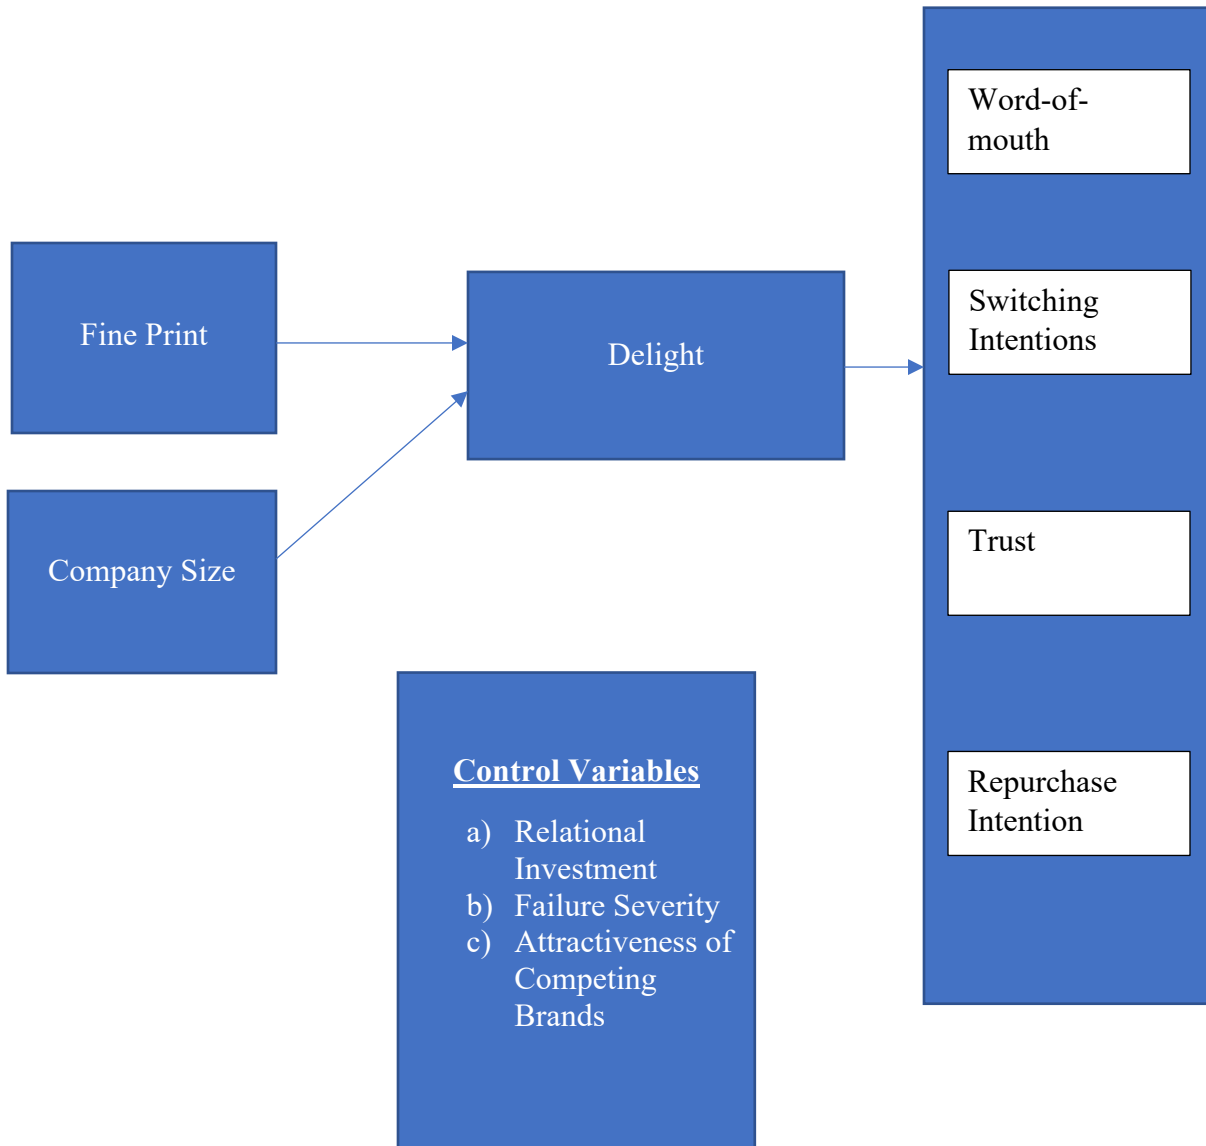 Fine Print
Company Size
Delight
Word-of-
mouth
Switching
Intentions
Trust
Repurchase
Intention
Control Variables
a) Relational
Investment
b) Failure Severity
c) Attractiveness of
Competing
Brands